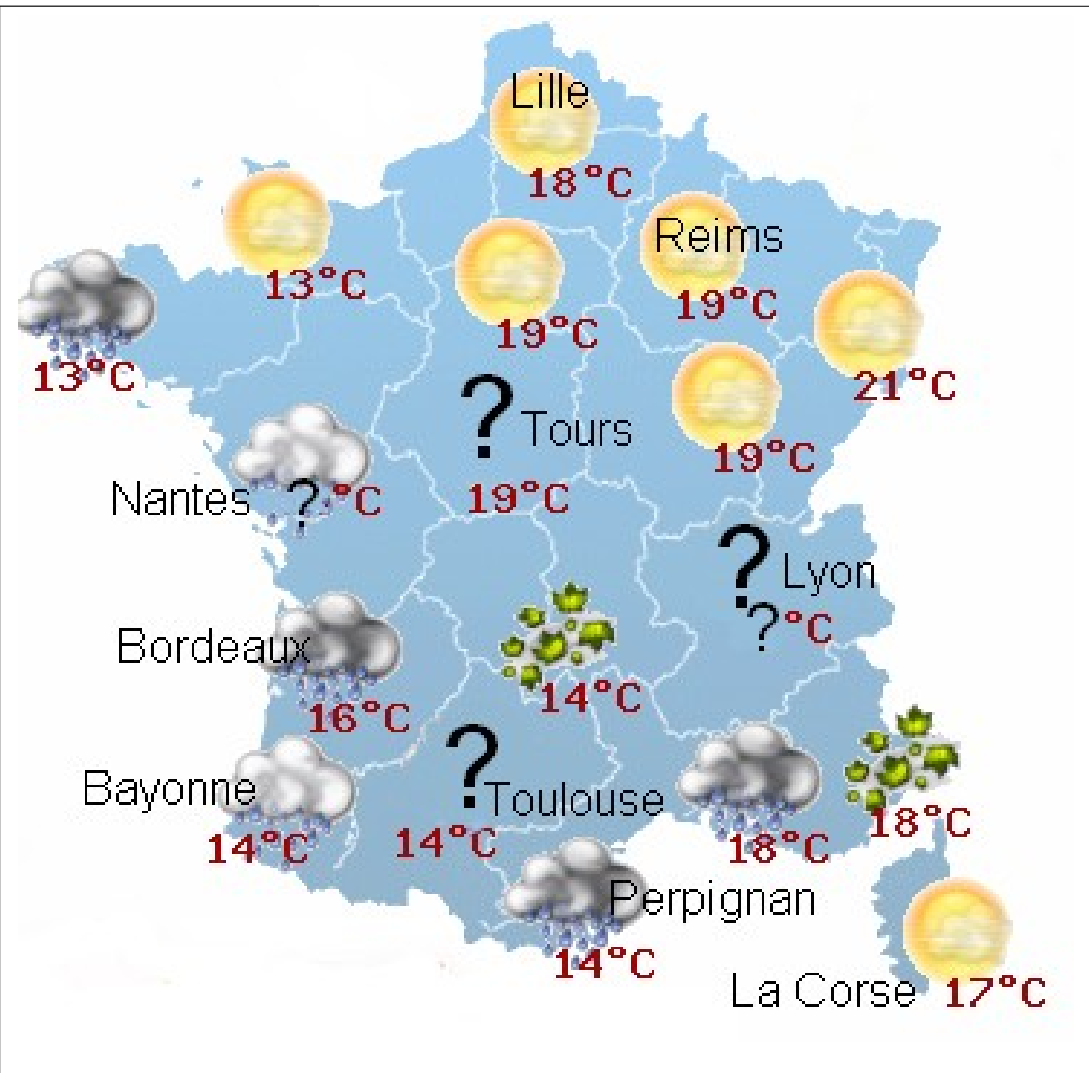 Lille
18°C
Reims
13°C
19°C
19°C
13°C
21°C
?
Tours
19°C
Nantes
? °C
19°C
?
Lyon
? °C
Bordeaux
16°C
14°C
?
Toulouse
Bayonne
14°C
14°C
18°C
18°C
Perpignan
14°C
La Corse
17°C